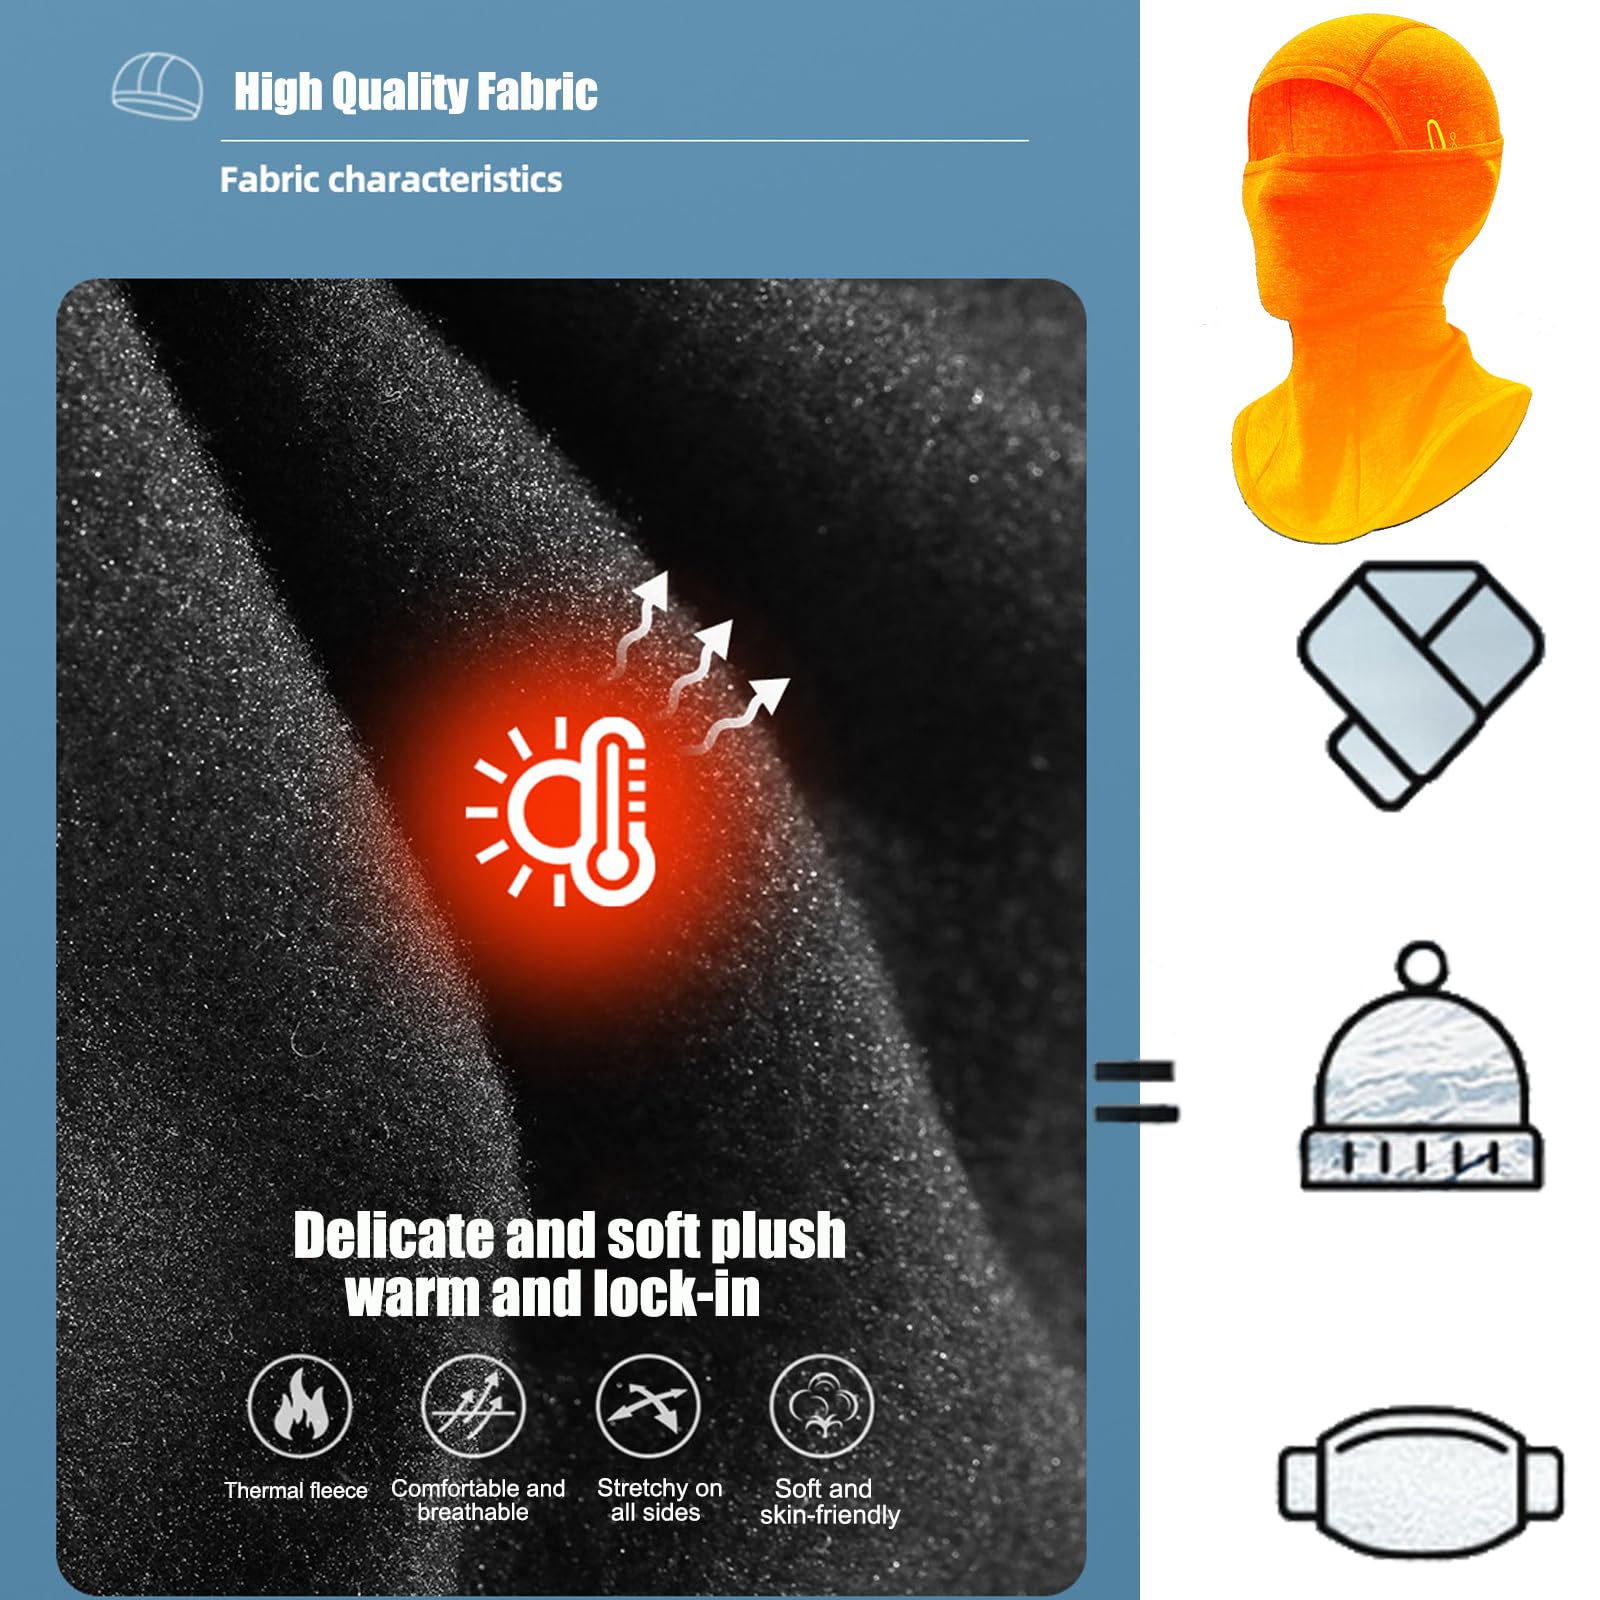 High Quality Fabric
Fabric characteristics
Delicate and soft plush
warm and lock-in
Thermal fleece
Comfortable and
breathable
Stretchy on
all sides
Soft and
skin-friendly
=